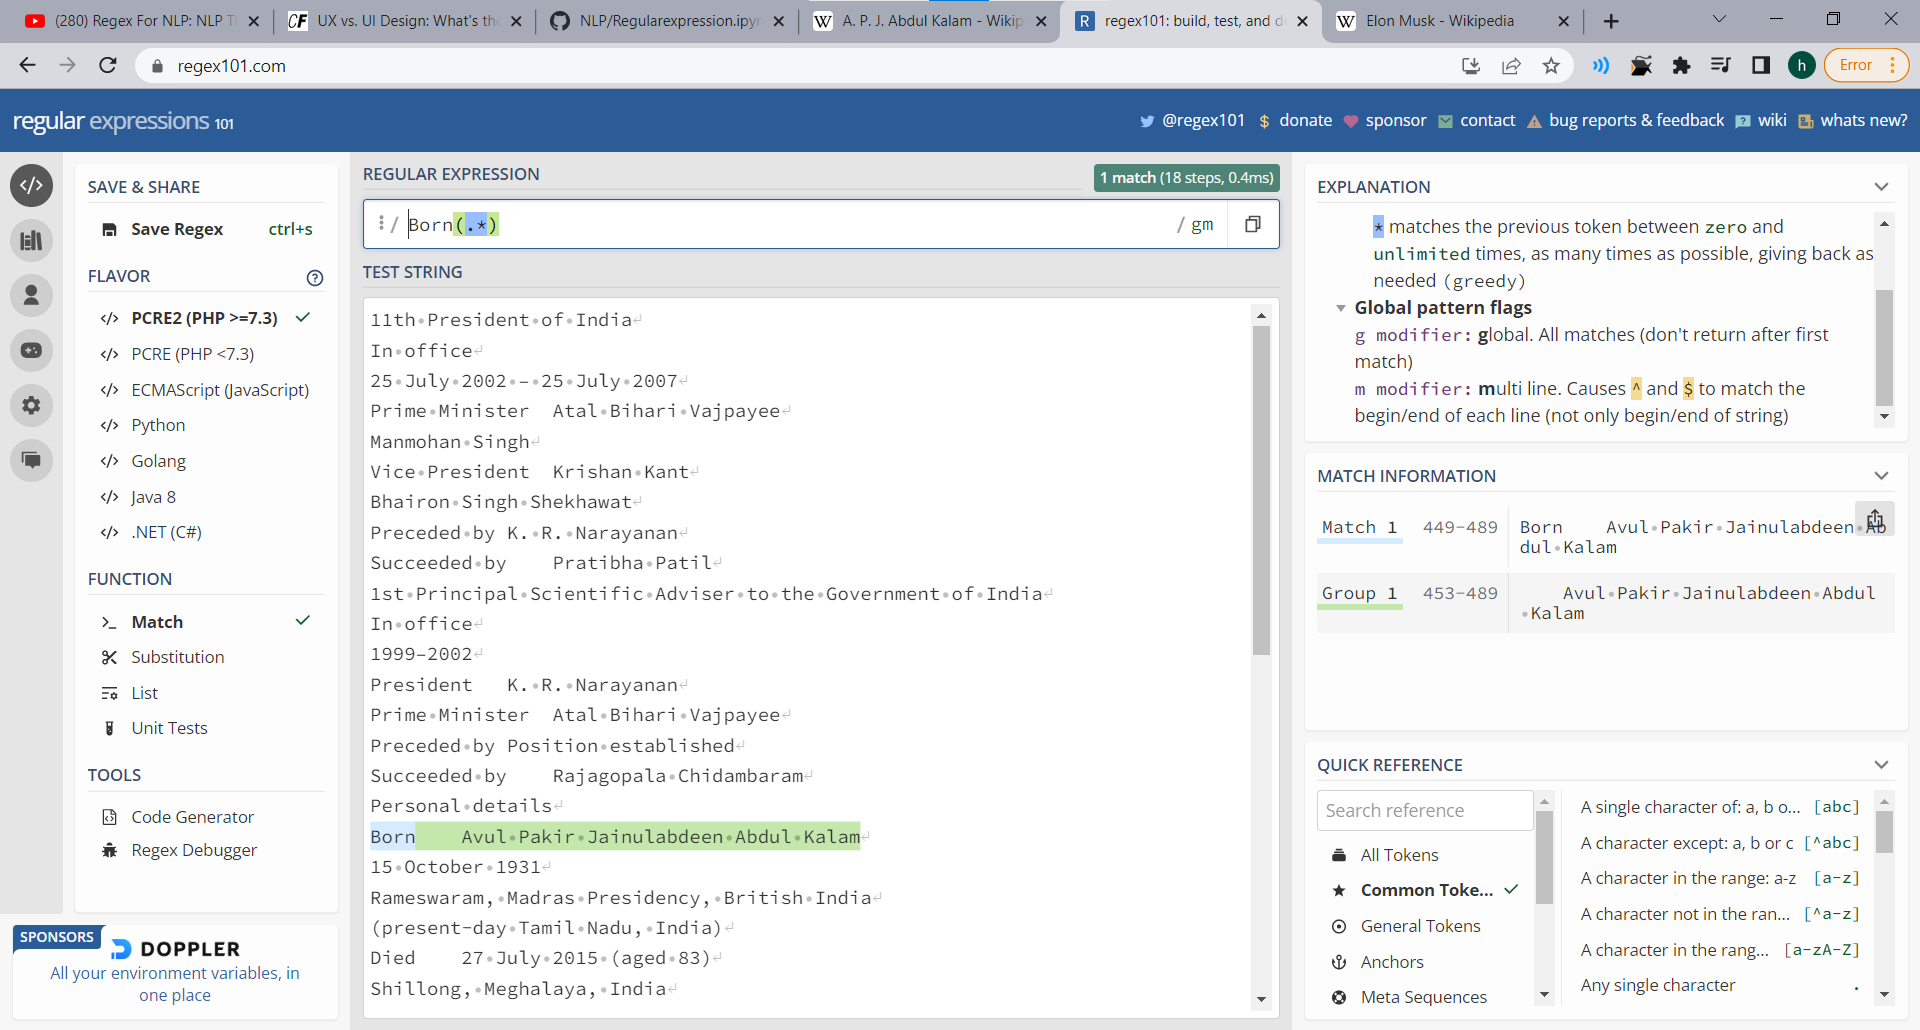 (280) Regex For NLP: NLP T
UX vs. UI Design: What's the
NLP/Regularexpression.ipyn
A. P. J. Abdul Kalam - Wikip
regex101: build, test, and d
Elon Musk - Wikipedia
regex101.com
h
Error
regular expressions 101
@regex101
$ donate
sponsor
contact
bug reports & feedback
wiki
whats new?
SAVE & SHARE
Save Regex ctrl+s
FLAVOR
</> PCRE2 (PHP >=7.3)
</> PCRE (PHP <7.3)
</> ECMAScript (JavaScript)
</> Python
</> Golang
</> Java 8
</> .NET (C#)
FUNCTION
Match
Substitution
List
Unit Tests
TOOLS
Code Generator
Regex Debugger
SPONSORS
DOPPLER
All your environment variables, in
one place
REGULAR EXPRESSION
1 match (18 steps, 0.4ms)
/ Born(.*) / gm
TEST STRING
11th•President•of•India↵
In•office↵
25•July•2002•–•25•July•2007↵
Prime•Minister Atal•Bihari•Vajpayee↵
Manmohan•Singh↵
Vice•President Krishan•Kant↵
Bhairon•Singh•Shekhawat↵
Preceded•by K.•R.•Narayanan↵
Succeeded•by Pratibha•Patil↵
1st•Principal•Scientific•Adviser•to•the•Government•of•India↵
In•office↵
1999–2002↵
President K.•R.•Narayanan↵
Prime•Minister Atal•Bihari•Vajpayee↵
Preceded•by Position•established↵
Succeeded•by Rajagopala•Chidambaram↵
Personal•details↵
Born Avul•Pakir•Jainulabdeen•Abdul•Kalam↵
15•October•1931↵
Rameswaram,•Madras•Presidency,•British•India↵
(present-day•Tamil•Nadu,•India)↵
Died 27•July•2015•(aged•83)↵
Shillong,•Meghalaya,•India↵
EXPLANATION
* matches the previous token between zero and
unlimited times, as many times as possible, giving back as
needed (greedy)
Global pattern flags
g modifier: global. All matches (don't return after first
match)
m modifier: multi line. Causes ^ and $ to match the
begin/end of each line (not only begin/end of string)
MATCH INFORMATION
Match 1 449-489 Born Avul•Pakir•Jainulabdeen•Ab
dul•Kalam
Group 1 453-489 Avul•Pakir•Jainulabdeen•Abdul
•Kalam
QUICK REFERENCE
Search reference
All Tokens
Common Toke...
General Tokens
Anchors
Meta Sequences
A single character of: a, b o... [abc]
A character except: a, b or c [^abc]
A character in the range: a-z [a-z]
A character not in the ran... [^a-z]
A character in the rang... [a-zA-Z]
Any single character .